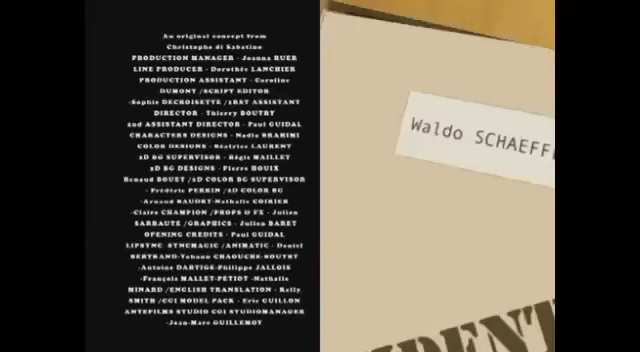 An original concept from
Christophe di Sabatino
PRODUCTION MANAGER - Joanna RUER
LINE PRODUCER - Dorothée LANCHIER
PRODUCTION ASSISTANT - Caroline
DUMONT /SCRIPT EDITOR
-Sophie DECROISETTE /1RST ASSISTANT
DIRECTOR - Thierry BOUTRY
2nd ASSISTANT DIRECTOR - Paul GUIDAL
CHARACTERS DESIGNS - Nadia BRAHIMI
COLOR DESIGNS - Béatrice LAURENT
2D BG SUPERVISOR - Régis MAILLET
2D BG DESIGNS - Pierre HOUIX
Renaud BOUET /2D COLOR BG SUPERVISOR
- Frédéric PERRIN /2D COLOR BG
-Arnaud BAUDRY-Nathalie COIRIER
-Claire CHAMPION /PROPS & FX - Julien
SARRAUTE /GRAPHICS - Julien BARET
OPENING CREDITS - Paul GUIDAL
LIPSYNC SYNCMAGIC /ANIMATIC - Daniel
BERTRAND-Yohann CHAOUCHE-BOUTRY
-Antoine DARTIGE-Philippe JALLOIS
-François MALLET-PETIOT -Nathalie
MINARD /ENGLISH TRANSLATION - Kelly
SMITH /CGI MODEL PACK - Eric GUILLON
ANTEFILMS STUDIO CGI STUDIOMANAGER
-Jean-Marc GUILLEMOT
Waldo SCHAEFF